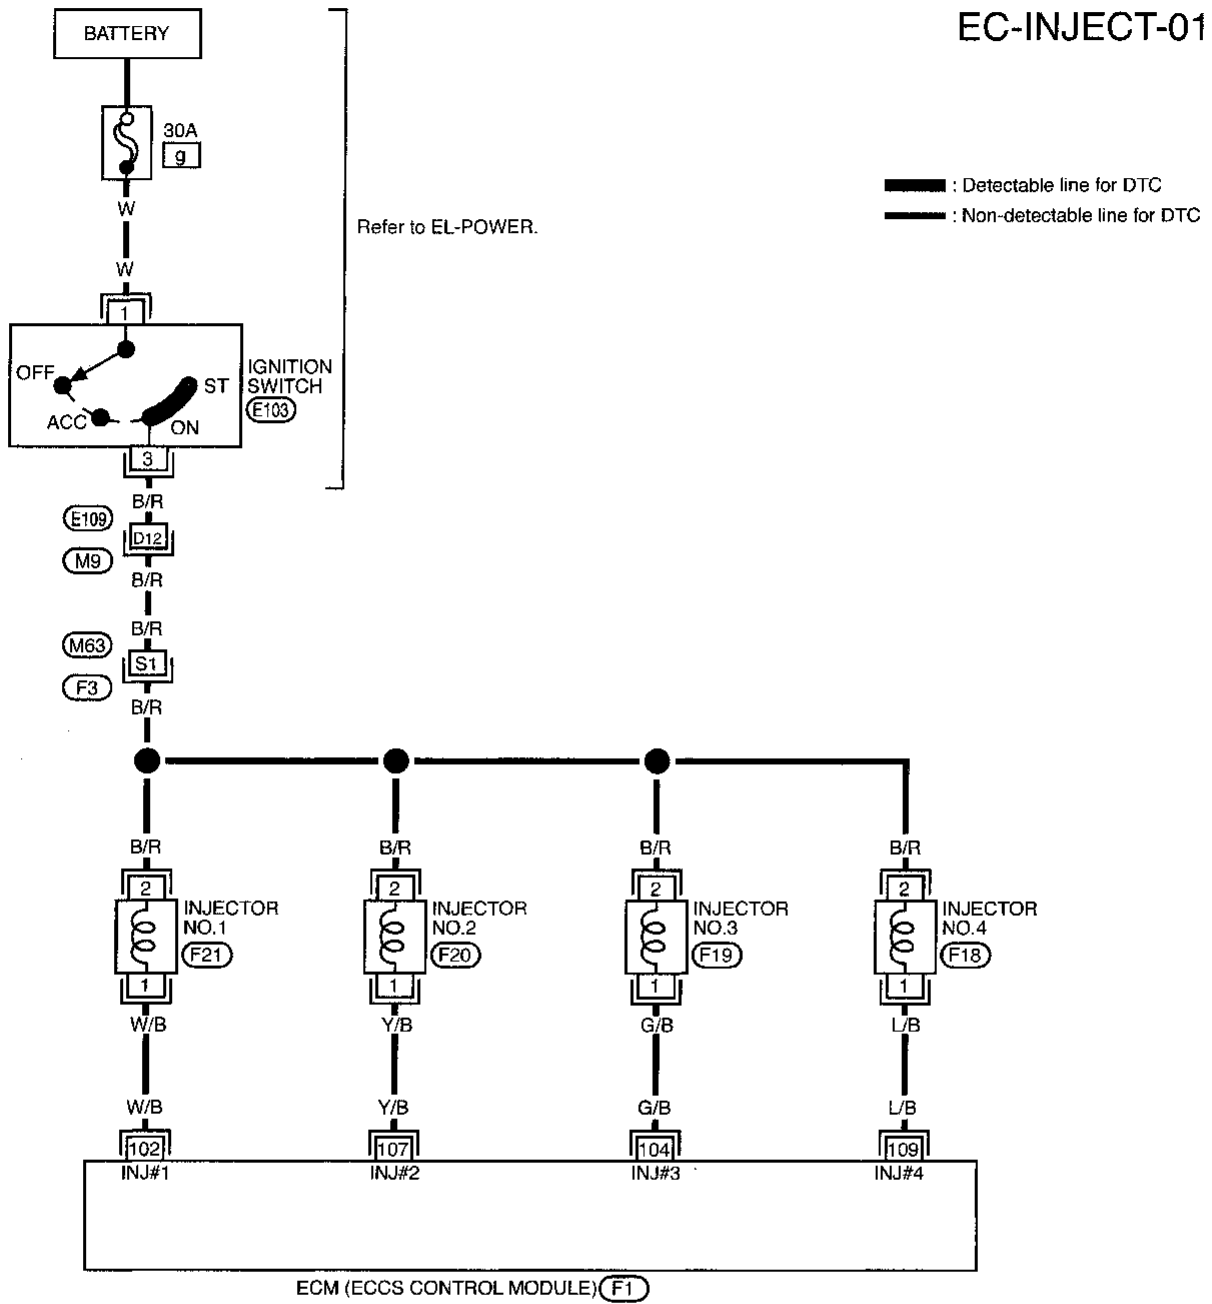 EC-INJECT-01
BATTERY
30A
g
: Detectable line for DTC
: Non-detectable line for DTC
W
Refer to EL-POWER.
W
1
OFF
ST
ACC
ON
IGNITION
SWITCH
E103
3
B/R
E109
D12
M9
B/R
B/R
M63
S1
F3
B/R
B/R B/R B/R B/R
2 2 2 2
INJECTOR
NO.1
F21
INJECTOR
NO.2
F20
INJECTOR
NO.3
F19
INJECTOR
NO.4
F18
1 1 1 1
W/B Y/B G/B L/B
W/B Y/B G/B L/B
102 107 104 109
INJ#1 INJ#2 INJ#3 INJ#4
ECM (ECCS CONTROL MODULE) F1